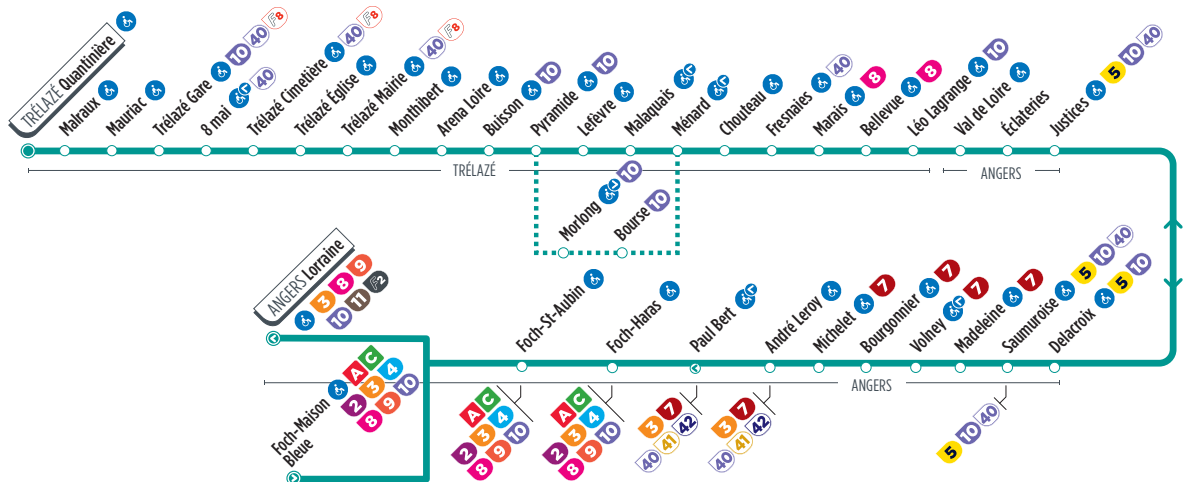 TRÉLAZÉ Quantinière
Malraux
Mauriac
Trélazé Gare 10 40 F8
8 mai 40
Trélazé Cimetière 40 F8
Trélazé Église
Trélazé Mairie 40 F8
Monthibert
Arena Loire
Buisson 10
Pyramide 10
Lefèvre
Malaquais
Ménard
Chouteau
Fresnaies 40
Marais 8
Bellevue 8
Léo Lagrange 10
Val de Loire
Éclateries
Justices 5 10 40
TRÉLAZÉ
ANGERS
Morlong 10
Bourse 10
ANGERS Lorraine
3 8 9
10 11 F2
Foch-St-Aubin
Foch-Haras
Paul Bert
André Leroy
Michelet 7
Bourgonnier 7
Volney 7
Madeleine 7
Saumuroise 5 10 40
Delacroix 5 10
ANGERS
Foch-Maison
Bleue
A C
2 3 4
8 9 10
A C
2 3 4
8 9 10
A C
2 3 4
8 9 10
3 7
40 41 42
3 7
40 41 42
5 10 40